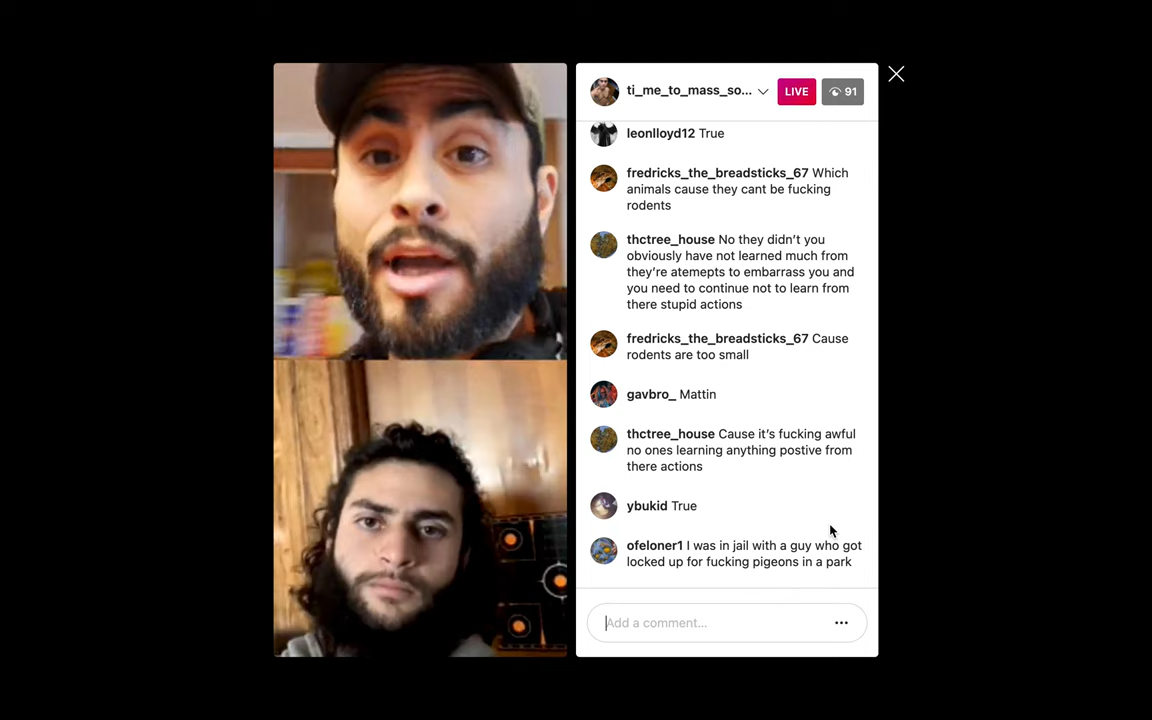 ti_me_to_mass_so...
LIVE
91
leonlloyd12 True
fredricks_the_breadsticks_67 Which
animals cause they cant be fucking
rodents
thctree_house No they didn't you
obviously have not learned much from
they're atemepts to embarrass you and
you need to continue not to learn from
there stupid actions
fredricks_the_breadsticks_67 Cause
rodents are too small
gavbro_ Mattin
thctree_house Cause it's fucking awful
no ones learning anything postive from
there actions
ybukid True
ofeloner1 I was in jail with a guy who got
locked up for fucking pigeons in a park
Add a comment...